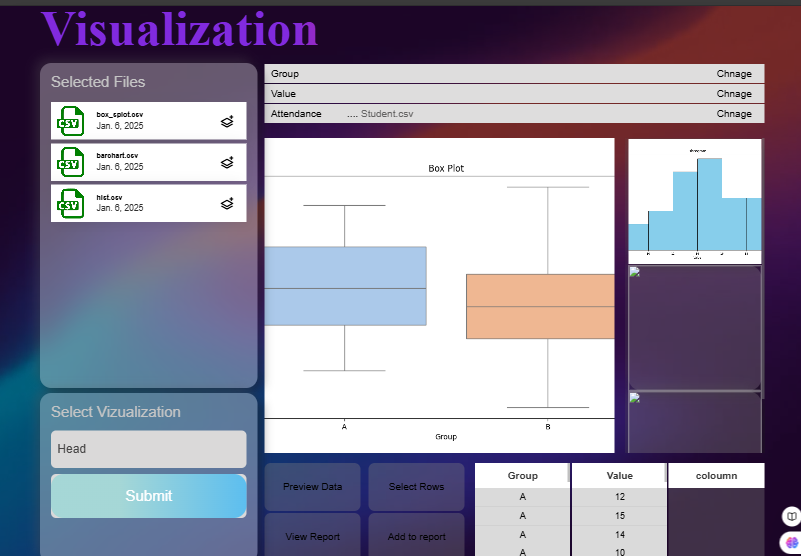 Visualization
Selected Files
box_splot.csv
Jan. 6, 2025
barchart.csv
Jan. 6, 2025
hist.csv
Jan. 6, 2025
Group Chnage
Value Chnage
Attendance .... Student.csv Chnage
Box Plot
A B
Group
Select Vizualization
Head
Submit
Preview Data
Select Rows
View Report
Add to report
Group Value coloumn
A 12
A 15
A 14
A 10
CSV
CSV
CSV